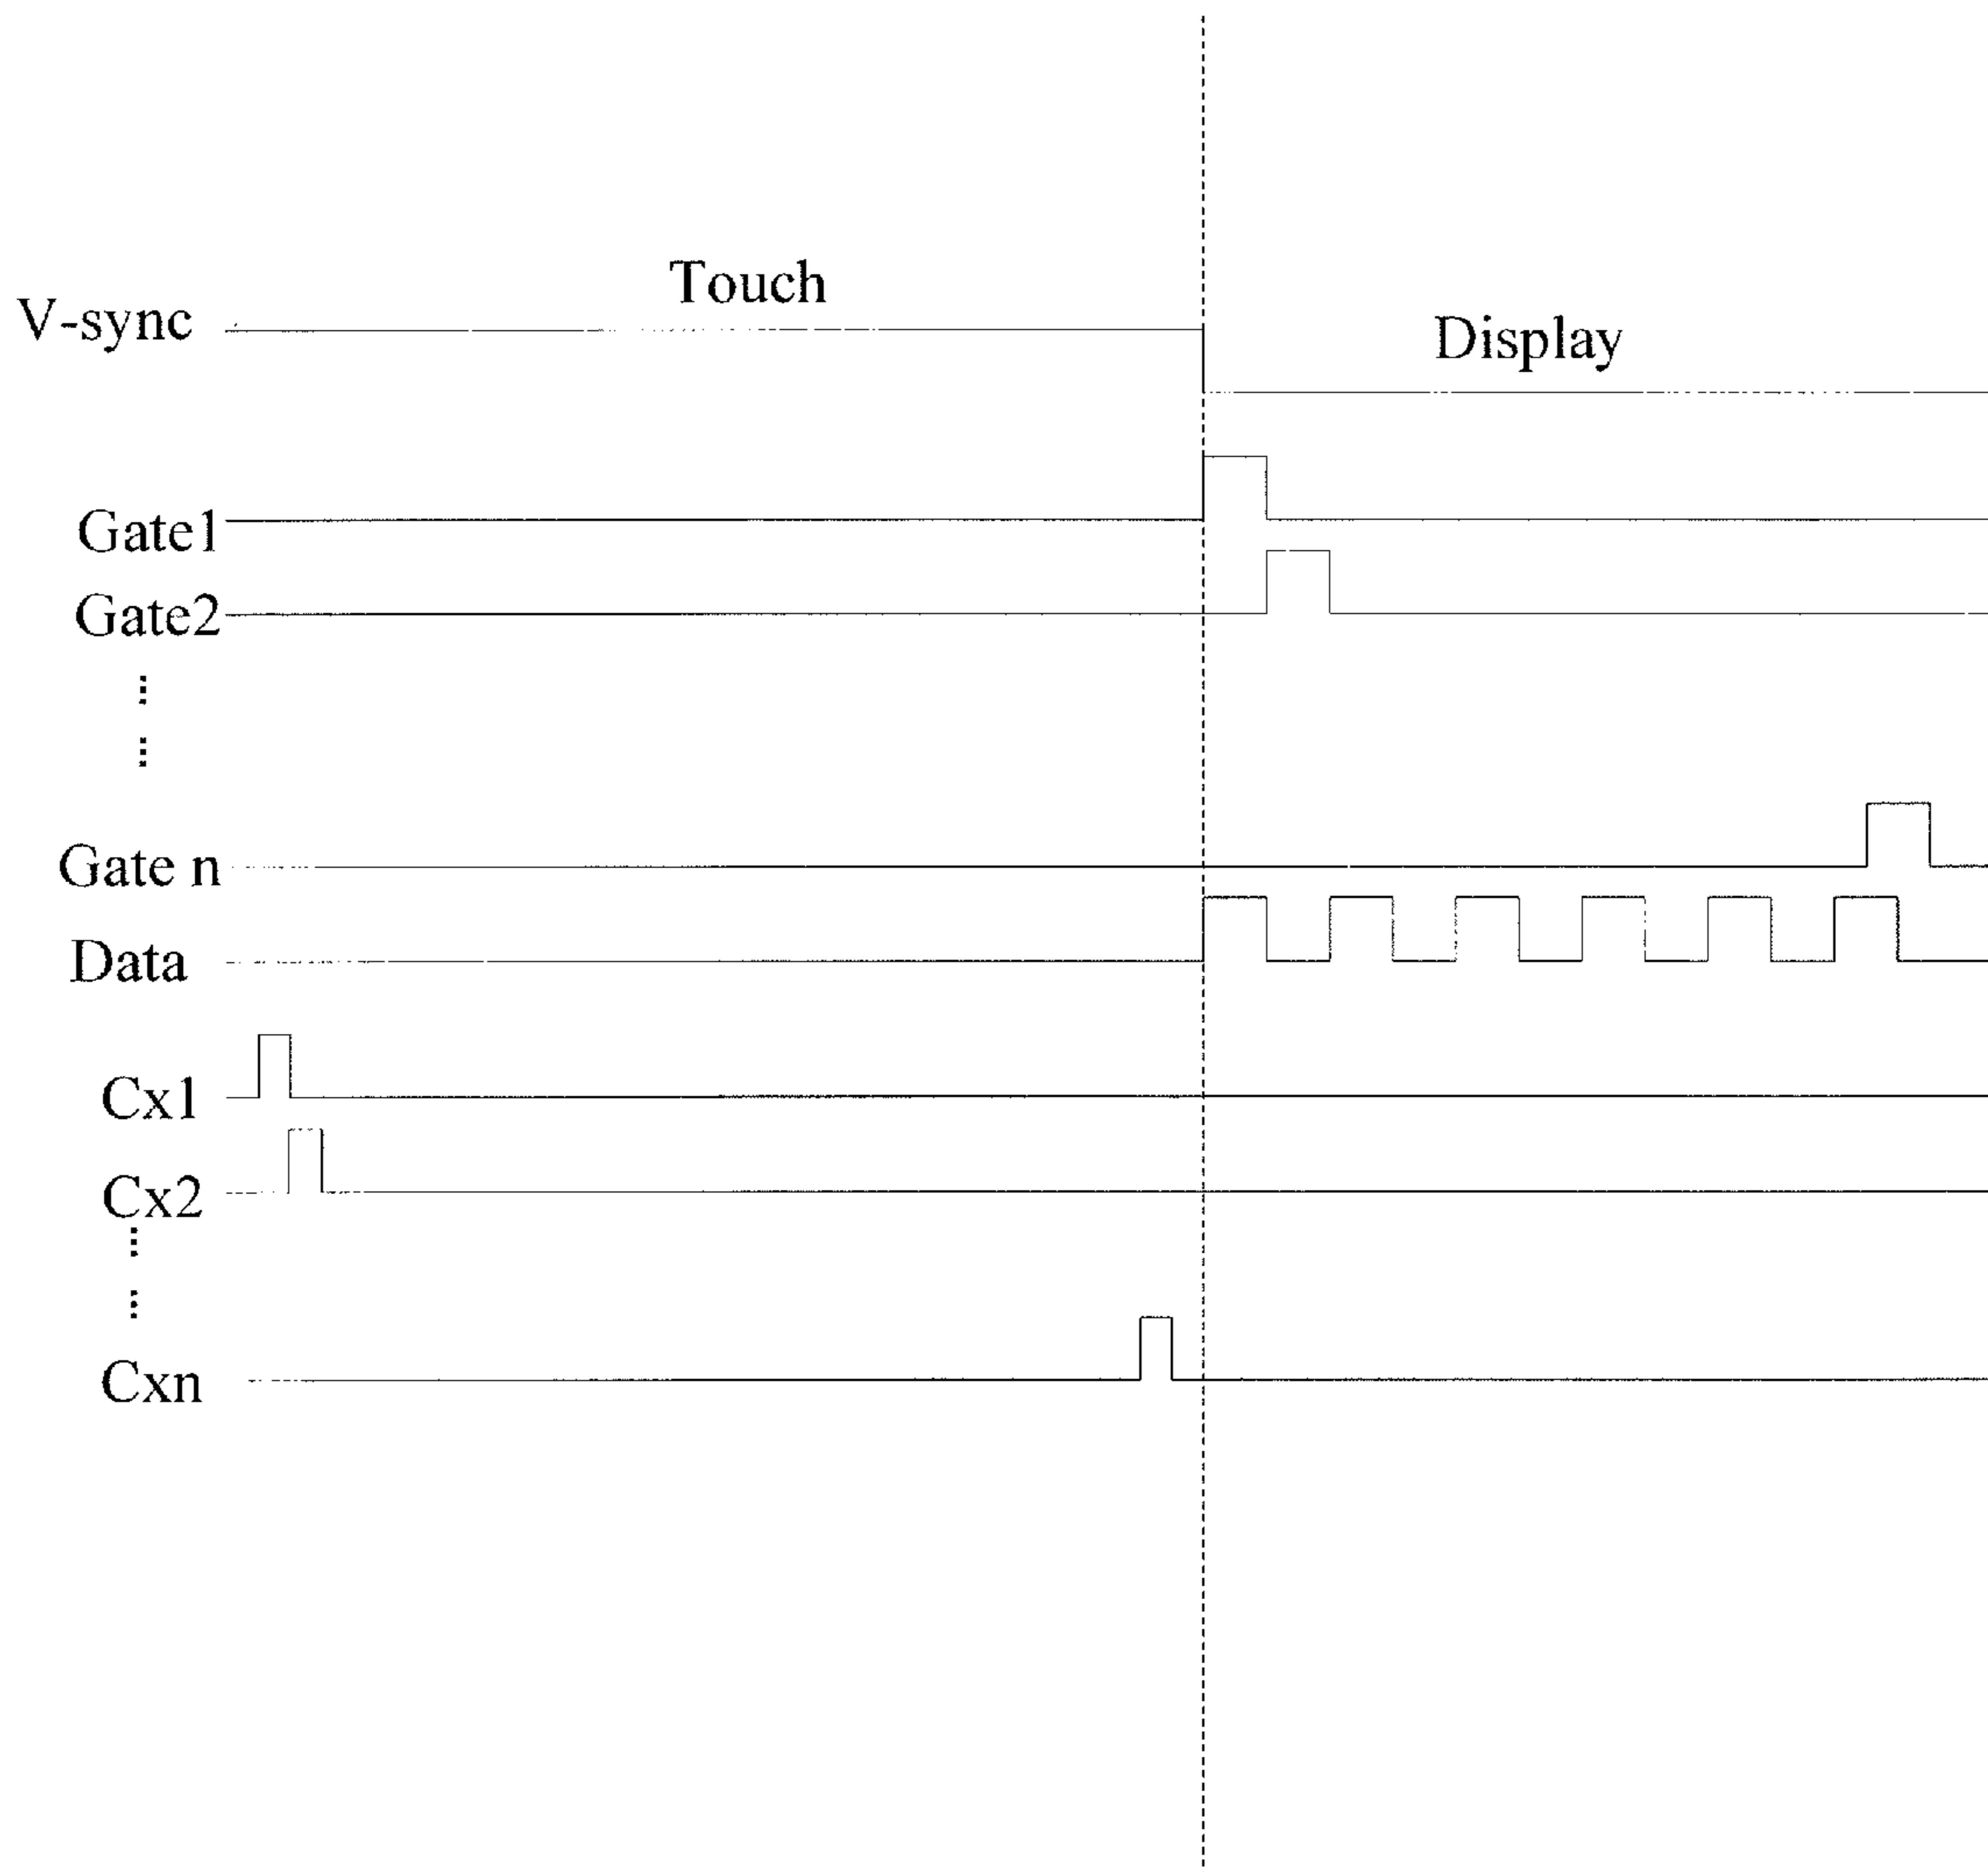 Touch
V-sync
Display
Gate1
Gate2
Gate n
Data
Cx1
Cx2
Cxn